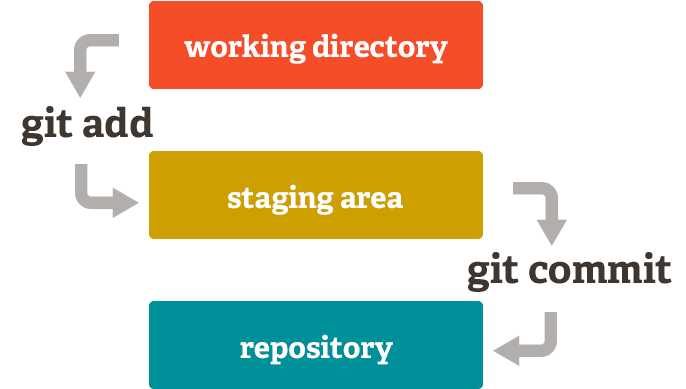 working directory
git add
staging area
git commit
repository